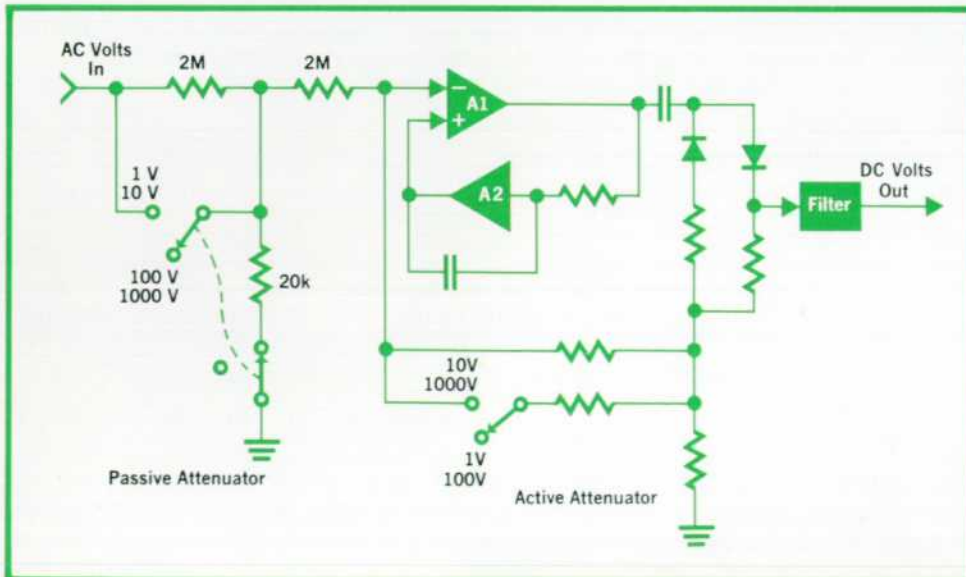 AC Volts
In
2M
2M
A1
−
+
A2
1 V
10 V
100 V
1000 V
20k
DC Volts
Out
Filter
10V
1000V
1V
100V
Passive Attenuator
Active Attenuator